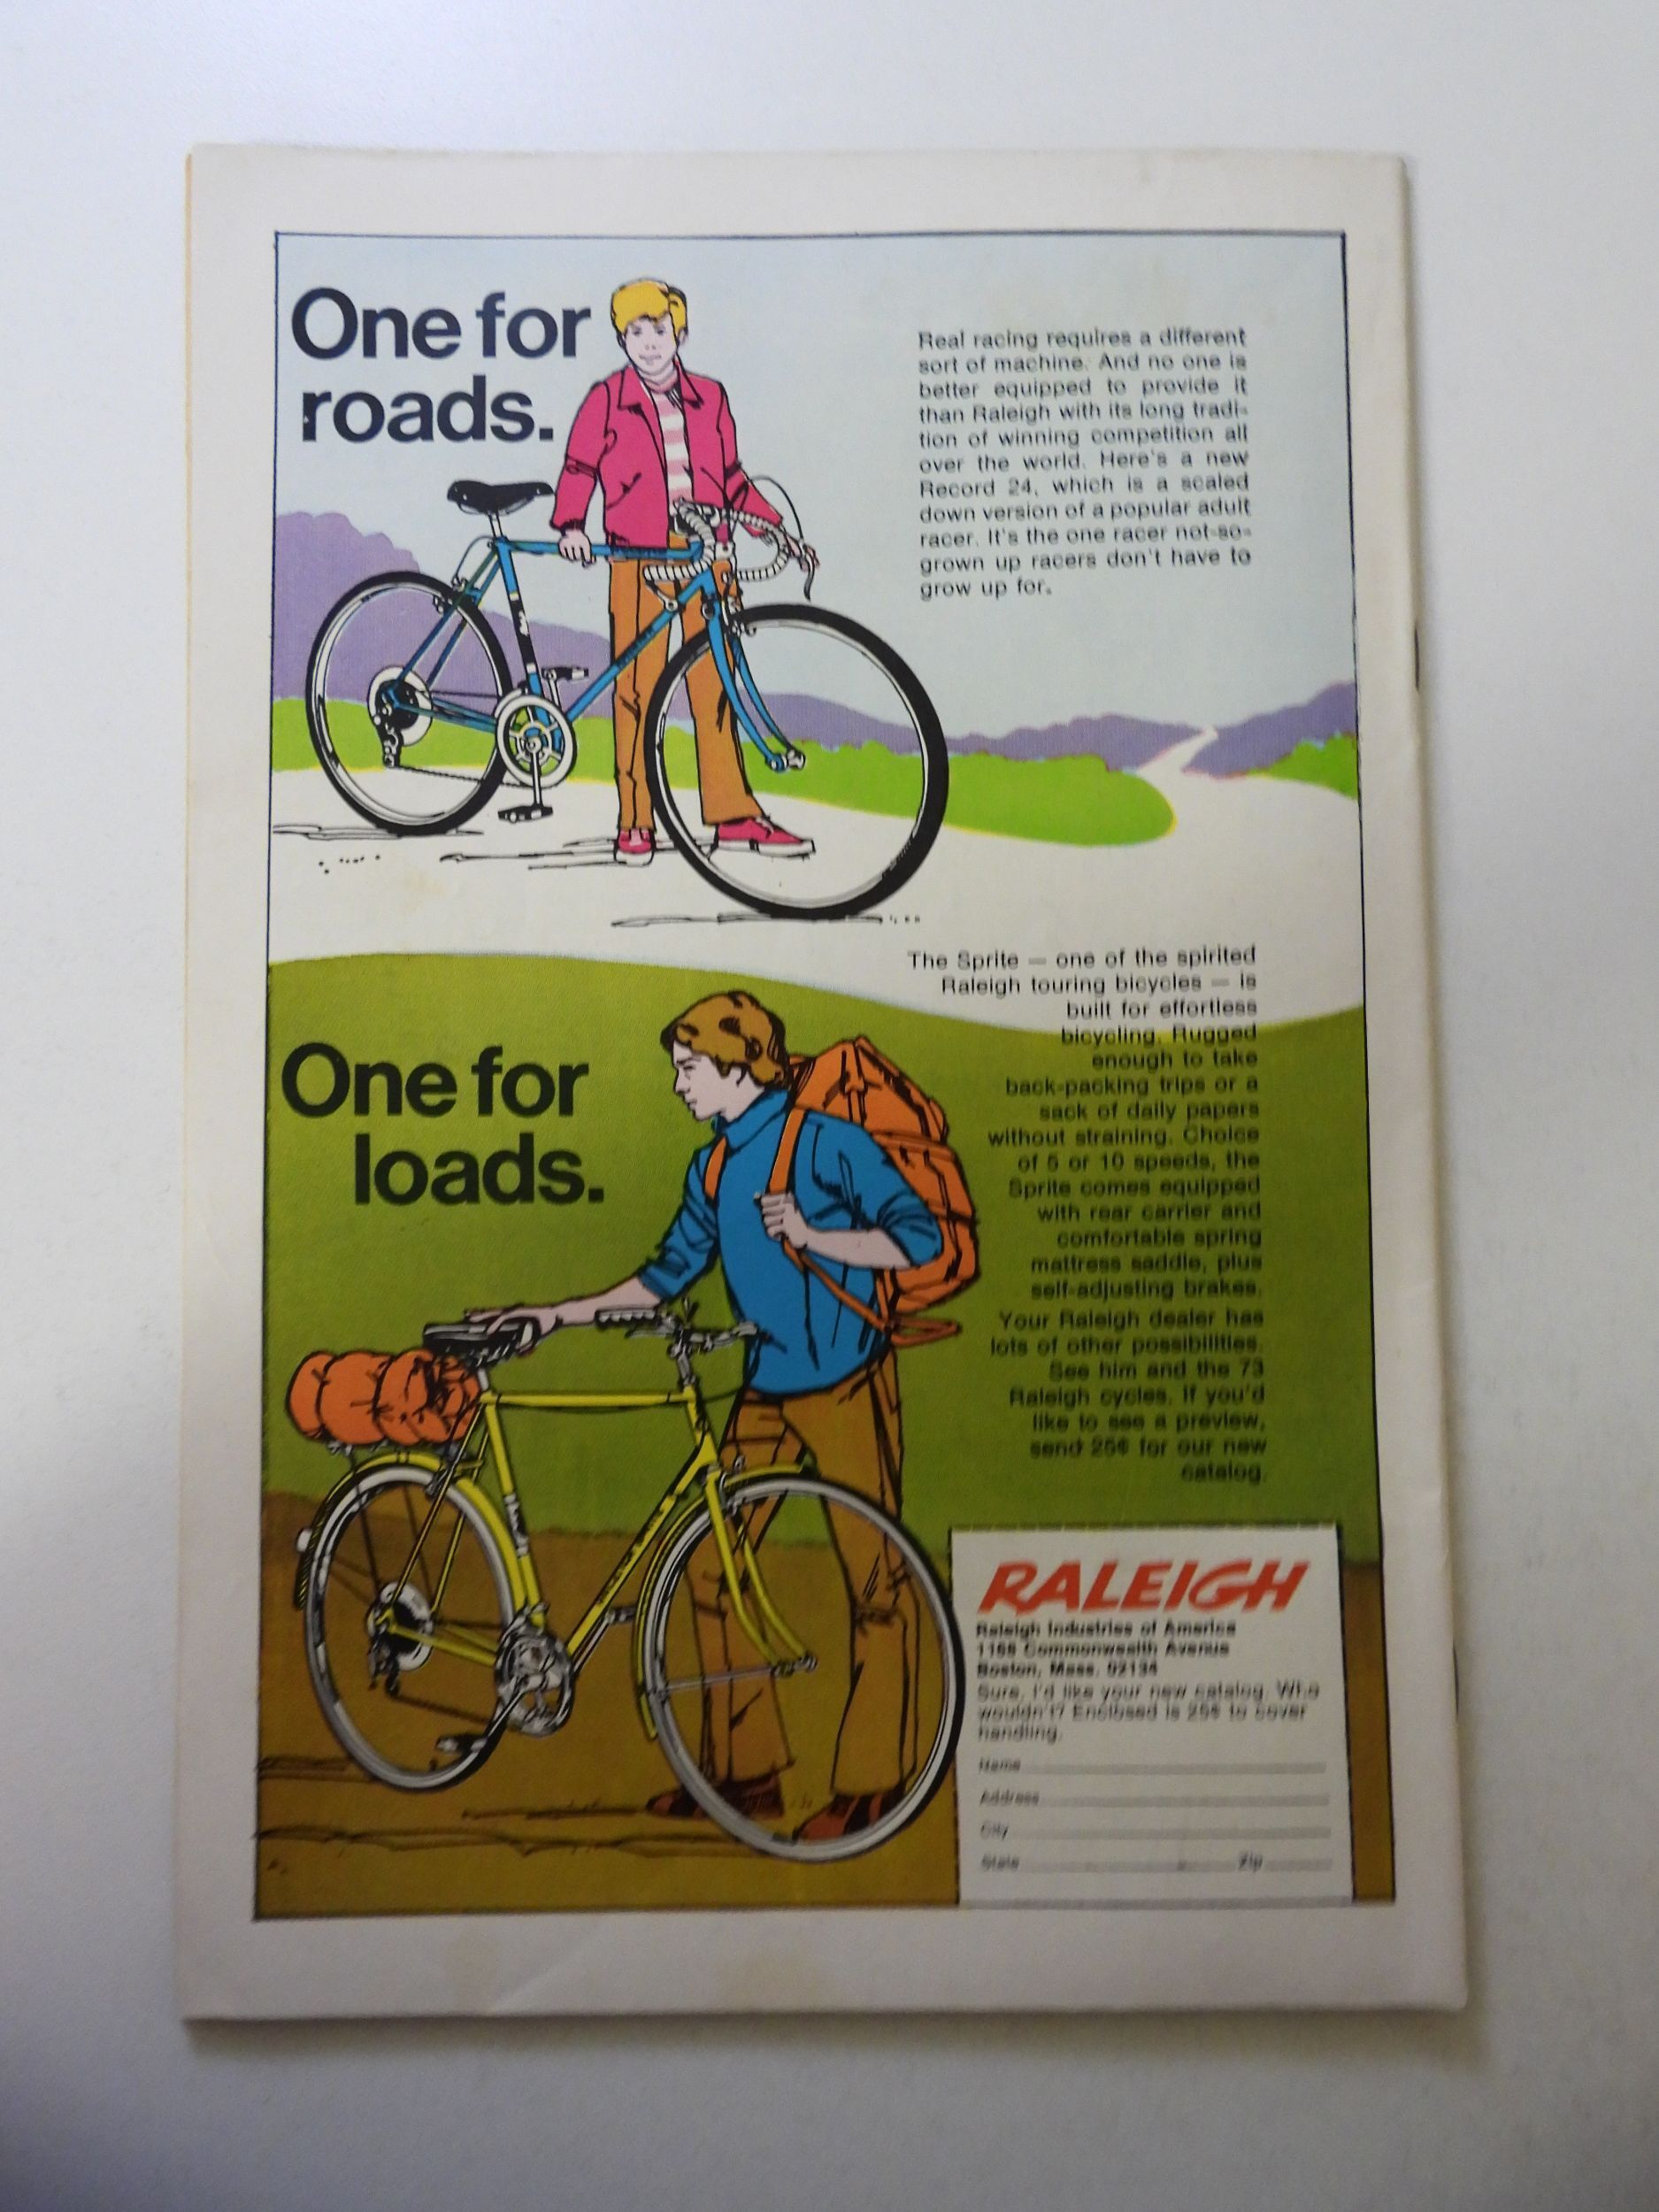 One for
roads.
Real racing requires a different
sort of machine. And no one is
better equipped to provide it
than Raleigh with its long tradi-
tion of winning competition all
over the world. Here's a new
Record 24, which is a scaled
down version of a popular adult
racer. It's the one racer not-so-
grown up racers don't have to
grow up for.
The Sprite — one of the spirited
Raleigh touring bicycles — is
built for effortless
bicycling. Rugged
enough to take
back-packing trips or a
sack of daily papers
without straining. Choice
of 5 or 10 speeds, the
Sprite comes equipped
with rear carrier and
comfortable spring
mattress saddle, plus
self-adjusting brakes.
Your Raleigh dealer has
lots of other possibilities.
See him and the 73
Raleigh cycles. If you'd
like to see a preview,
send 25¢ for our new
catalog.
One for
loads.
RALEIGH
Raleigh Industries of America
1168 Commonwealth Avenue
Boston, Mass. 02134
Sure, I'd like your new catalog. Who
wouldn't? Enclosed is 25¢ to cover
handling.
Name
Address
City
State Zip